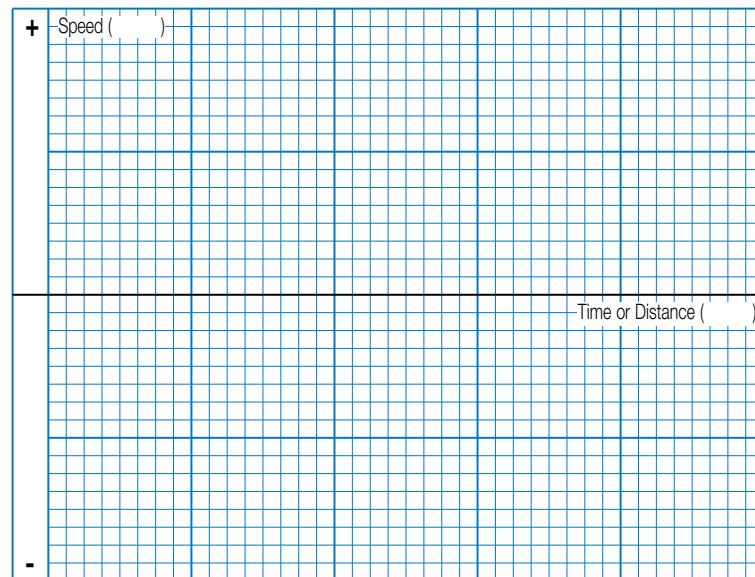 + Speed ( )
Time or Distance ( )
-